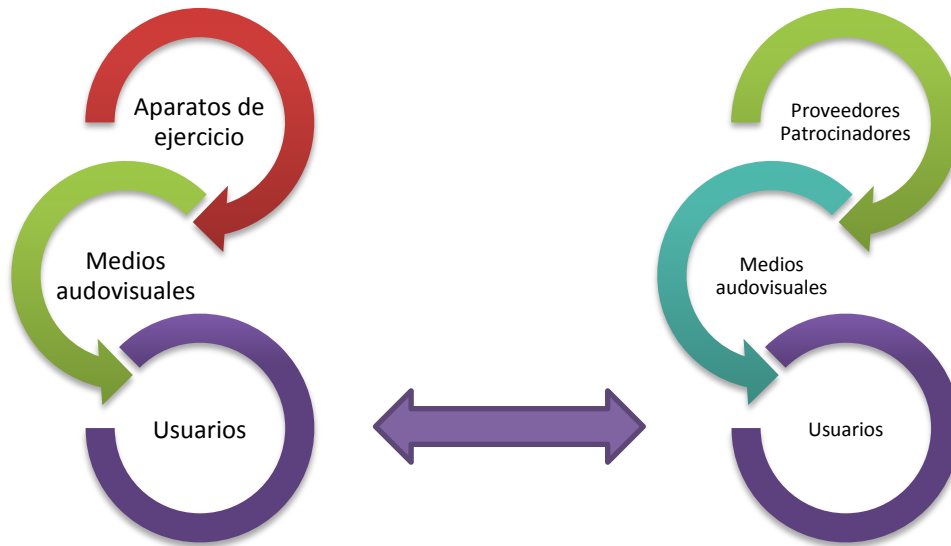 Aparatos de
ejercicio
Medios
audovisuales
Usuarios
Proveedores
Patrocinadores
Medios
audovisuales
Usuarios